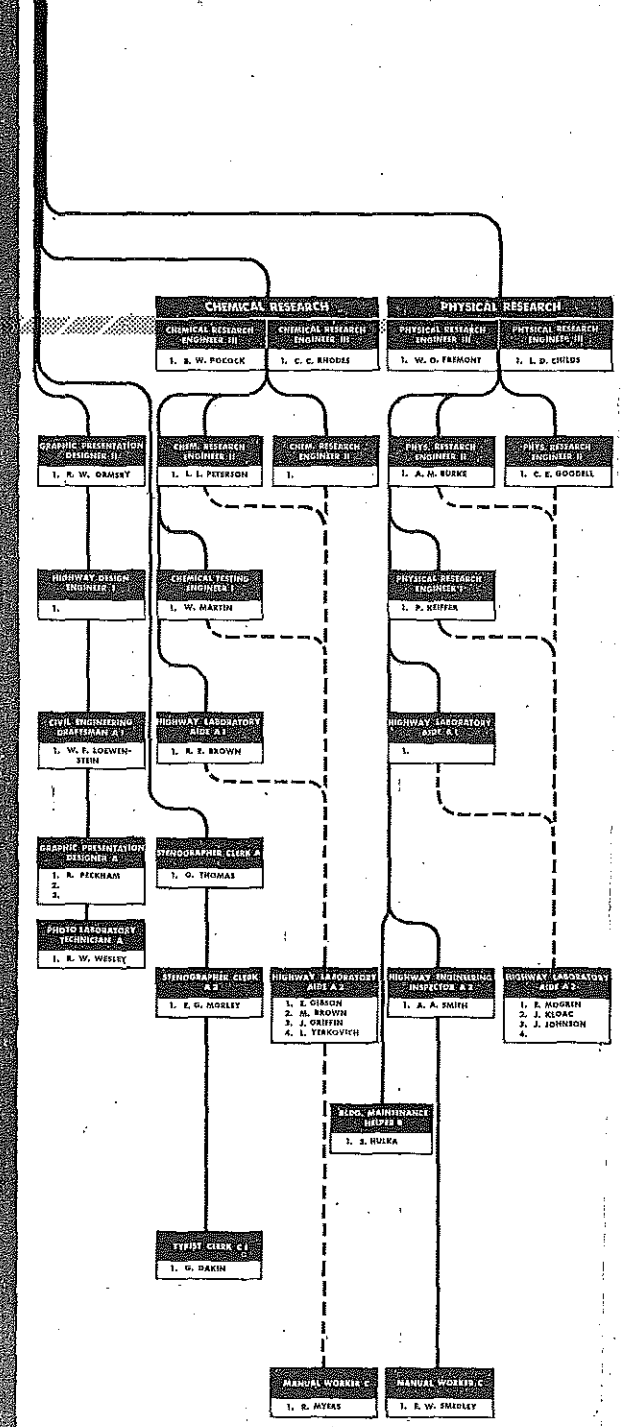 CHEMICAL RESEARCH
PHYSICAL RESEARCH
CHEMICAL RESEARCH
ENGINEER III
1. B. W. POCOCK
CHEMICAL RESEARCH
ENGINEER III
1. C. C. RHODES
PHYSICAL RESEARCH
ENGINEER III
1. W. O. FREMONT
PHYSICAL RESEARCH
ENGINEER III
1. L. D. CHILDS
GRAPHIC PRESENTATION
DESIGNER II
1. R. W. ORMSBY
CHEM. RESEARCH
ENGINEER II
1. L. L. PETERSON
CHEM. RESEARCH
ENGINEER II
1.
PHYS. RESEARCH
ENGINEER II
1. A. M. BURKE
PHYS. RESEARCH
ENGINEER II
1. C. E. GOODELL
HIGHWAY DESIGN
ENGINEER I
1.
CHEMICAL TESTING
ENGINEER I
1. W. MARTIN
PHYSICAL RESEARCH
ENGINEER I
1. P. KEIFFER
CIVIL ENGINEERING
DRAFTSMAN A 1
1. W. F. LOEWEN-
STEIN
HIGHWAY LABORATORY
AIDE A 1
1. R. E. BROWN
HIGHWAY LABORATORY
AIDE A 1
1.
GRAPHIC PRESENTATION
DESIGNER A
1. R. PECKHAM
2.
3.
STENOGRAPHER CLERK A
1. G. THOMAS
PHOTO LABORATORY
TECHNICIAN A
1. R. W. WESLEY
STENOGRAPHER CLERK
A 2
1. E. G. MORLEY
HIGHWAY LABORATORY
AIDE A 2
1. E. GIBSON
2. M. BROWN
3. J. GRIFFIN
4. L. YERKOVICH
HIGHWAY ENGINEERING
INSPECTOR A 2
1. A. A. SMITH
HIGHWAY LABORATORY
AIDE A 2
1. E. MOGREN
2. J. KLOAC
3. J. JOHNSON
4.
BLDG. MAINTENANCE
HELPER B
1. S. HULKA
TYPIST CLERK C 1
1. G. DAKIN
MANUAL WORKER C
1. R. MYERS
MANUAL WORKER C
1. E. W. SMEDLEY